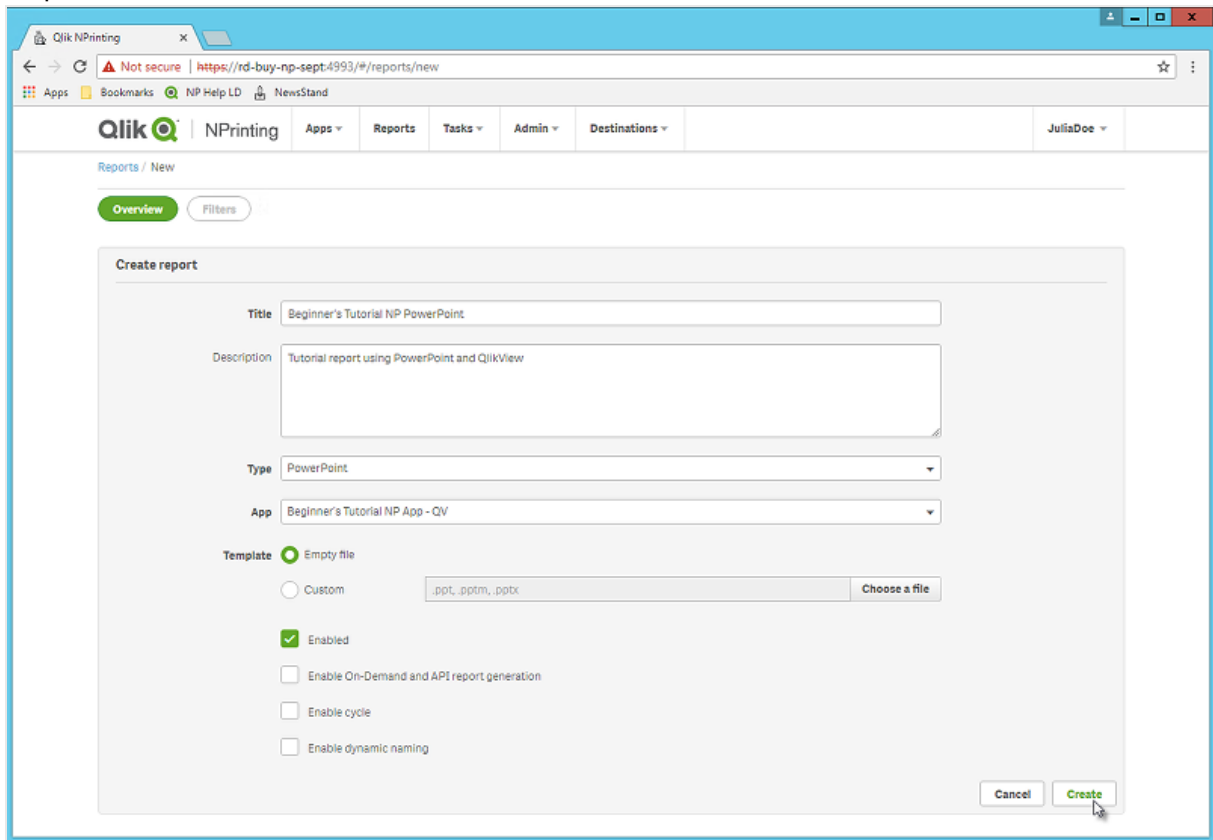 Qlik NPrinting
Not secure | https://rd-buy-np-sept:4993/#/reports/new
Apps Bookmarks NP Help LD NewsStand
Qlik NPrinting Apps Reports Tasks Admin Destinations JuliaDoe
Reports / New
Overview Filters
Create report
Title Beginner's Tutorial NP PowerPoint
Description Tutorial report using PowerPoint and QlikView
Type PowerPoint
App Beginner's Tutorial NP App - QV
Template Empty file
Custom .ppt, .pptm, .pptx Choose a file
Enabled
Enable On-Demand and API report generation
Enable cycle
Enable dynamic naming
Cancel Create